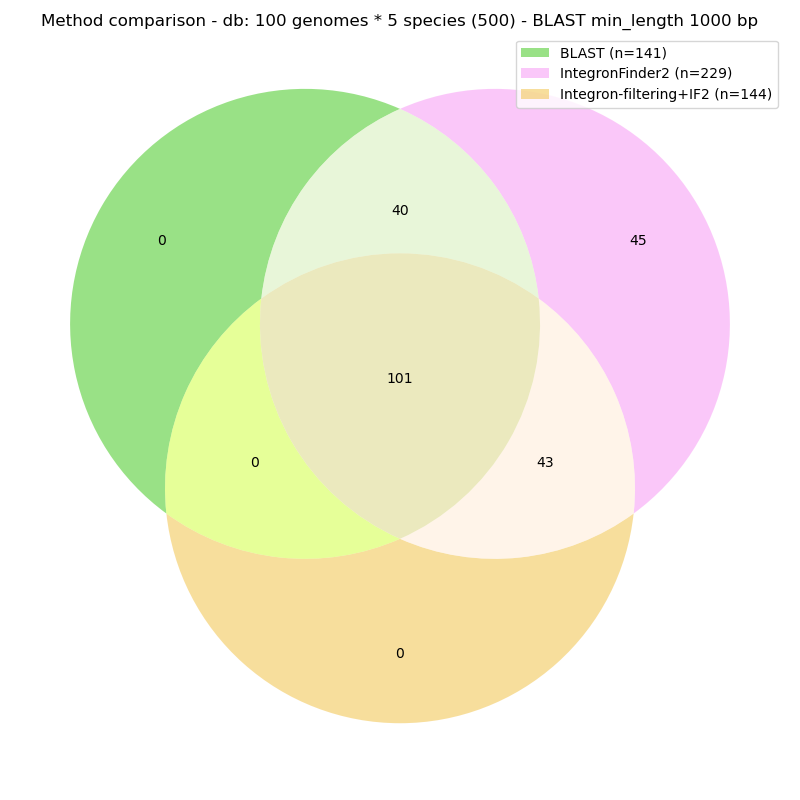 Method comparison - db: 100 genomes * 5 species (500) - BLAST min_length 1000 bp
BLAST (n=141)
IntegronFinder2 (n=229)
Integron-filtering+IF2 (n=144)
40
0
45
101
0
43
0